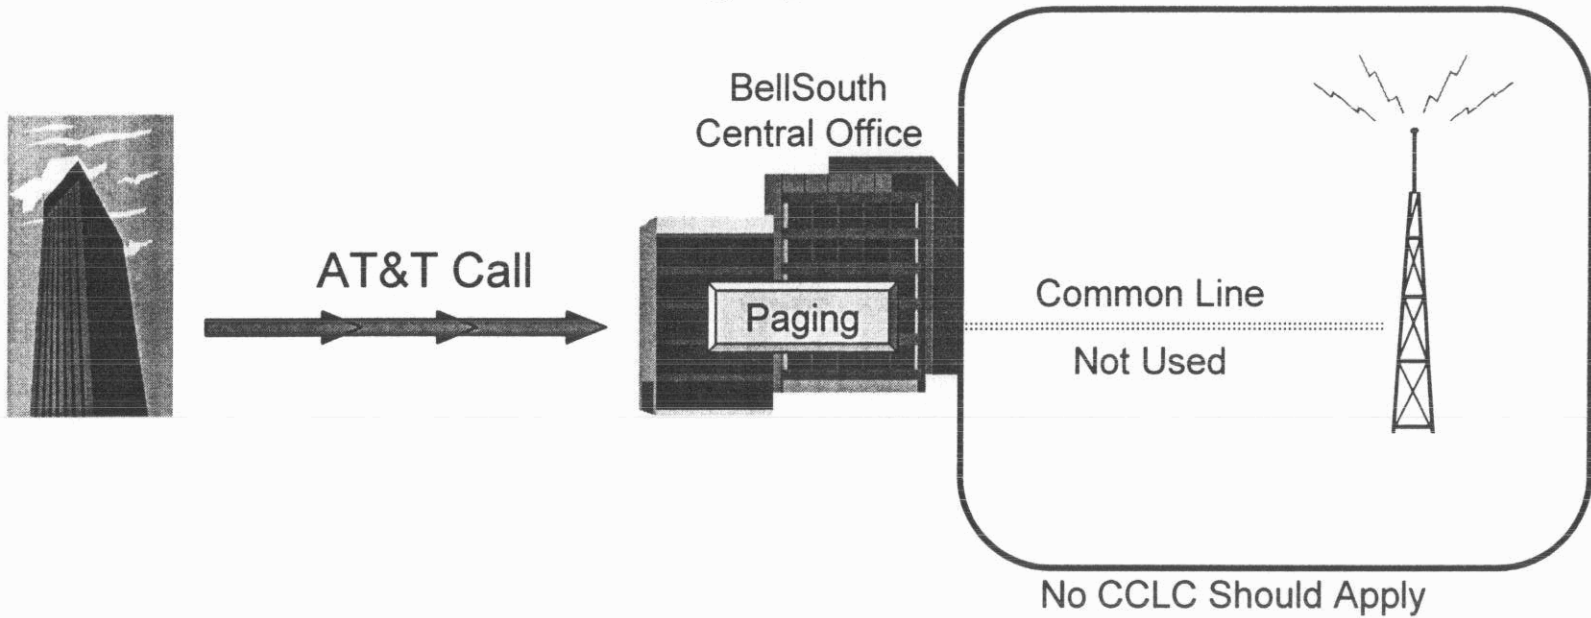 BellSouth
Central Office
AT&T Call
Paging
Common Line
Not Used
No CCLC Should Apply